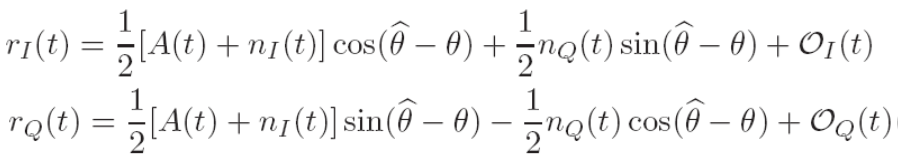 r_I(t) = \frac{1}{2}[A(t) + n_I(t)] \cos(\widehat{\theta} - \theta) + \frac{1}{2} n_Q(t) \sin(\widehat{\theta} - \theta) + \mathcal{O}_I(t)
r_Q(t) = \frac{1}{2}[A(t) + n_I(t)] \sin(\widehat{\theta} - \theta) - \frac{1}{2} n_Q(t) \cos(\widehat{\theta} - \theta) + \mathcal{O}_Q(t)